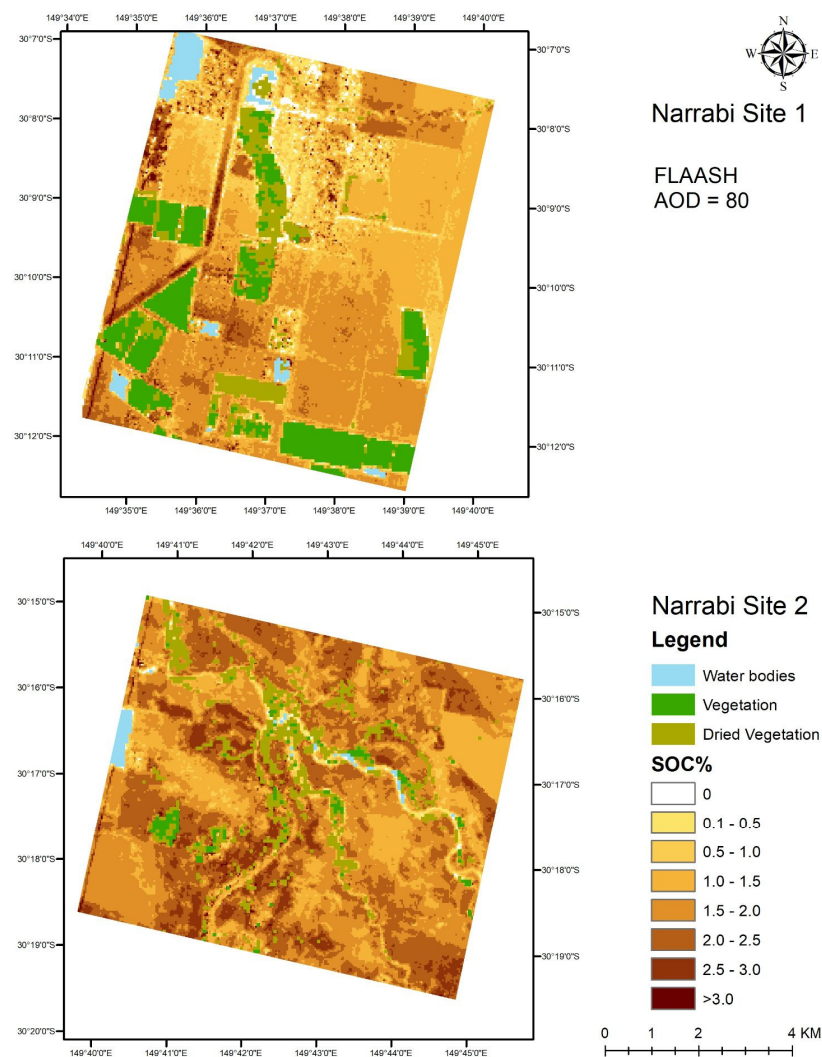 149°34'0"E 149°35'0"E 149°36'0"E 149°37'0"E 149°38'0"E 149°39'0"E 149°40'0"E
N
W E
S
30°7'0"S 30°7'0"S
Narrabi Site 1
30°8'0"S 30°8'0"S
FLAASH
AOD = 80
30°9'0"S 30°9'0"S
30°10'0"S 30°10'0"S
30°11'0"S 30°11'0"S
30°12'0"S 30°12'0"S
149°35'0"E 149°36'0"E 149°37'0"E 149°38'0"E 149°39'0"E 149°40'0"E
149°40'0"E 149°41'0"E 149°42'0"E 149°43'0"E 149°44'0"E 149°45'0"E
30°15'0"S 30°15'0"S
30°16'0"S 30°16'0"S
30°17'0"S 30°17'0"S
30°18'0"S 30°18'0"S
30°19'0"S 30°19'0"S
30°20'0"S
149°40'0"E 149°41'0"E 149°42'0"E 149°43'0"E 149°44'0"E 149°45'0"E
Narrabi Site 2
Legend
Water bodies
Vegetation
Dried Vegetation
SOC%
0
0.1 - 0.5
0.5 - 1.0
1.0 - 1.5
1.5 - 2.0
2.0 - 2.5
2.5 - 3.0
>3.0
0 1 2 4 KM